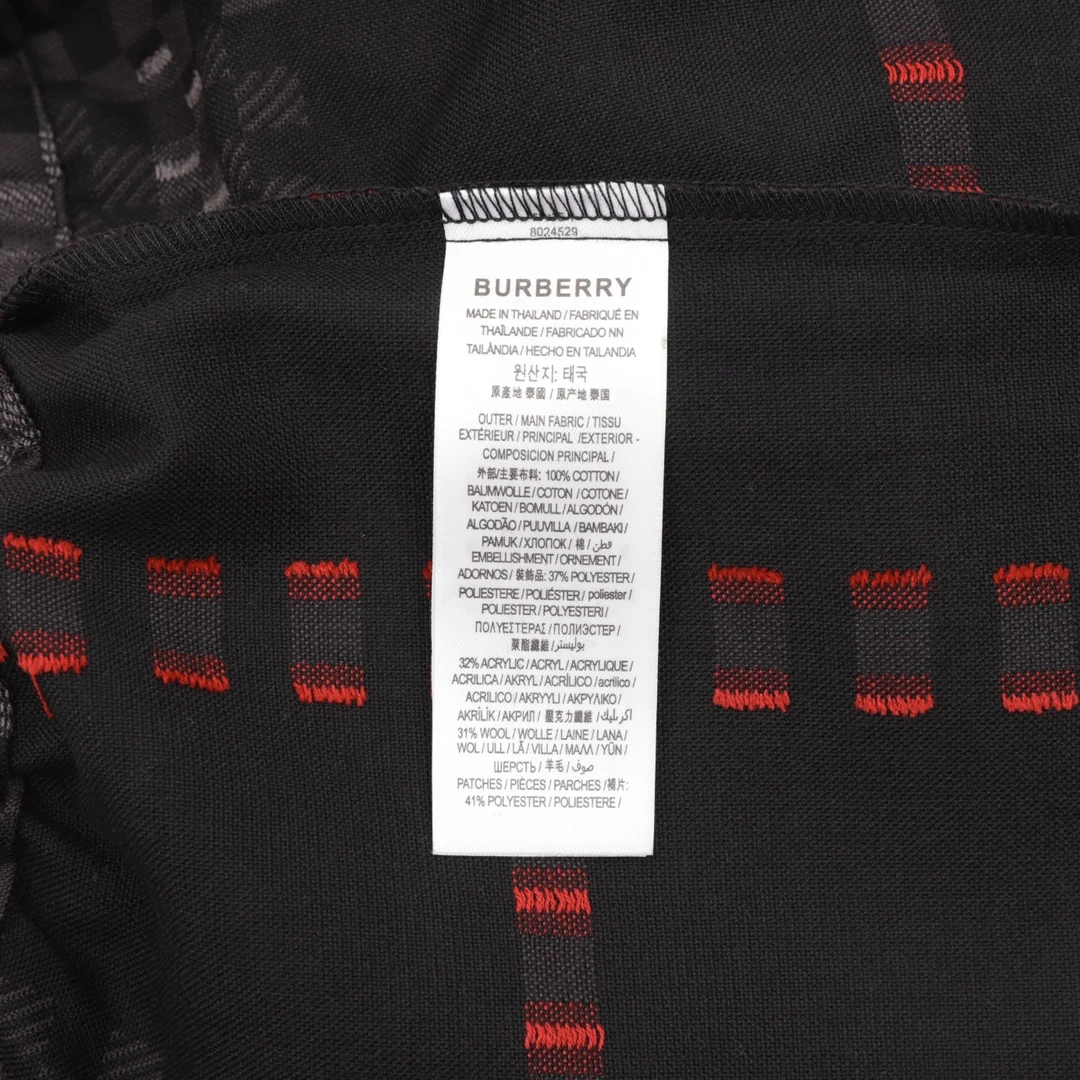 8024529
BURBERRY
MADE IN THAILAND / FABRIQUÉ EN
THAÏLANDE / FABRICADO NN
TAILÂNDIA / HECHO EN TAILANDIA
원산지: 태국
原產地 泰國 / 原产地 泰国
OUTER / MAIN FABRIC / TISSU
EXTÉRIEUR / PRINCIPAL /EXTERIOR -
COMPOSICION PRINCIPAL /
外部/主要布料: 100% COTTON /
BAUMWOLLE / COTON / COTONE /
KATOEN / BOMULL / ALGODÓN /
ALGODÃO / PUUVILLA / BAMBAKI /
PAMUK / ХЛОПОК / 棉 / قطن /
EMBELLISHMENT / ORNEMENT /
ADORNOS / 裝飾品: 37% POLYESTER /
POLIESTERE / POLIÉSTER / poliester /
POLIESTER / POLYESTERI /
ΠΟΛΥΕΣΤΕΡΑΣ / ПОЛИЭСТЕР /
聚酯纖維 / بوليستر /
32% ACRYLIC / ACRYL / ACRYLIQUE /
ACRILICA / AKRYL / ACRÍLICO / acrílico /
ACRILICO / AKRYYLI / ΑΚΡΥΛΙΚΟ /
AKRİLİK / АКРИЛ / 壓克力纖維 / اكريليك /
31% WOOL / WOLLE / LAINE / LANA /
WOL / ULL / LÃ / VILLA / ΜΑΛΛ / YÜN /
ШЕРСТЬ / 羊毛 / صوف /
PATCHES / PIÈCES / PARCHES /補片:
41% POLYESTER / POLIESTERE /